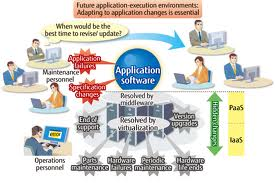 Future application-execution environments:
Adapting to application changes is essential
When would be the
best time to revise/ update?
Application
failures
Maintenance
personnel
Specification
changes
Application
software
Resolved by
middleware
End of
support
Resolved by
virtualization
Version
upgrades
Hidden changes
PaaS
IaaS
Operations
personnel
Parts
maintenance
Hardware
failures
Periodic
maintenance
Hardware
life ends